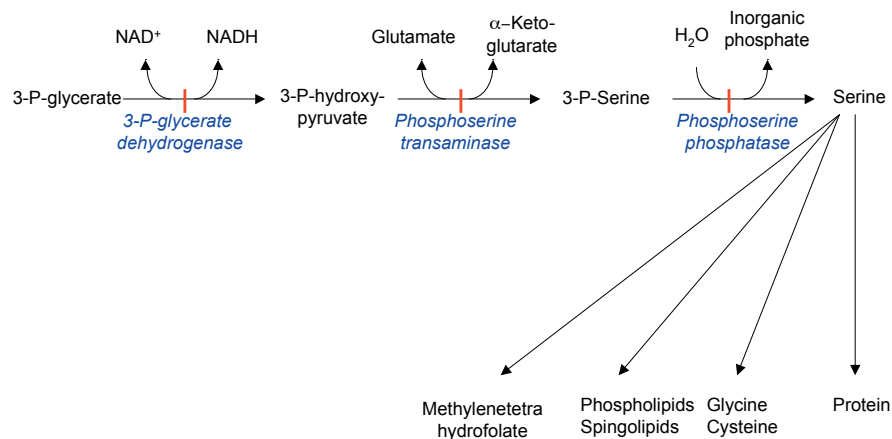 NAD⁺
NADH
Glutamate
α–Keto-
glutarate
H₂O
Inorganic
phosphate
3-P-glycerate
3-P-hydroxy-
pyruvate
3-P-Serine
Serine
3-P-glycerate
dehydrogenase
Phosphoserine
transaminase
Phosphoserine
phosphatase
Methylenetetra
hydrofolate
Phospholipids
Spingolipids
Glycine
Cysteine
Protein